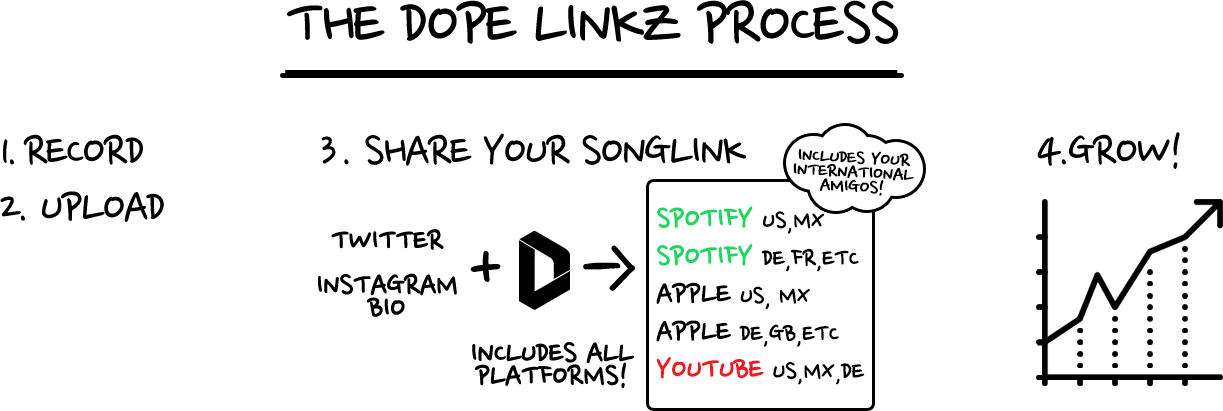 THE DOPE LINKZ PROCESS
1. RECORD
2. UPLOAD
3. SHARE YOUR SONGLINK
TWITTER
INSTAGRAM
BIO
+
INCLUDES ALL
PLATFORMS!
INCLUDES YOUR
INTERNATIONAL
AMIGOS!
SPOTIFY US,MX
SPOTIFY DE,FR,ETC
APPLE US, MX
APPLE DE,GB,ETC
YOUTUBE US,MX,DE
4.GROW!